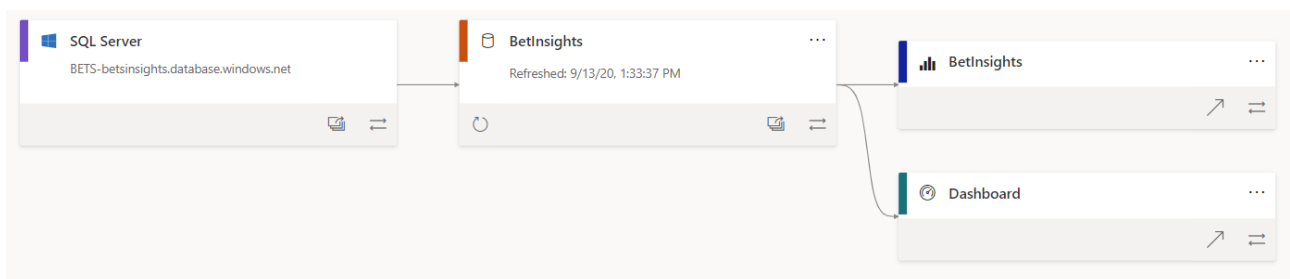 SQL Server
BETS-betsinsights.database.windows.net
BetInsights
Refreshed: 9/13/20, 1:33:37 PM
BetInsights
Dashboard